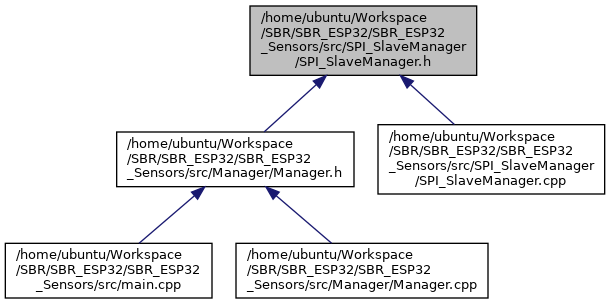 /home/ubuntu/Workspace
/SBR/SBR_ESP32/SBR_ESP32
_Sensors/src/SPI_SlaveManager
/SPI_SlaveManager.h
/home/ubuntu/Workspace
/SBR/SBR_ESP32/SBR_ESP32
_Sensors/src/Manager/Manager.h
/home/ubuntu/Workspace
/SBR/SBR_ESP32/SBR_ESP32
_Sensors/src/SPI_SlaveManager
/SPI_SlaveManager.cpp
/home/ubuntu/Workspace
/SBR/SBR_ESP32/SBR_ESP32
_Sensors/src/main.cpp
/home/ubuntu/Workspace
/SBR/SBR_ESP32/SBR_ESP32
_Sensors/src/Manager/Manager.cpp